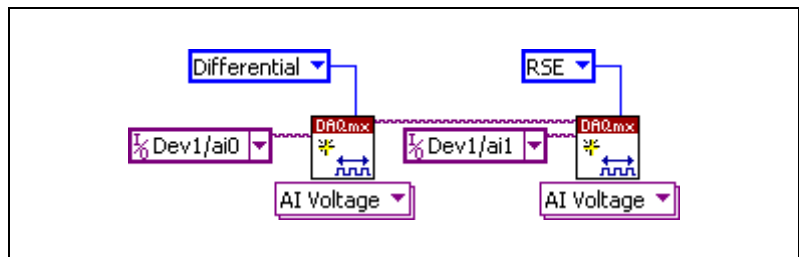 Differential
RSE
DAQmx
DAQmx
I/O Dev1/ai0
I/O Dev1/ai1
AI Voltage
AI Voltage